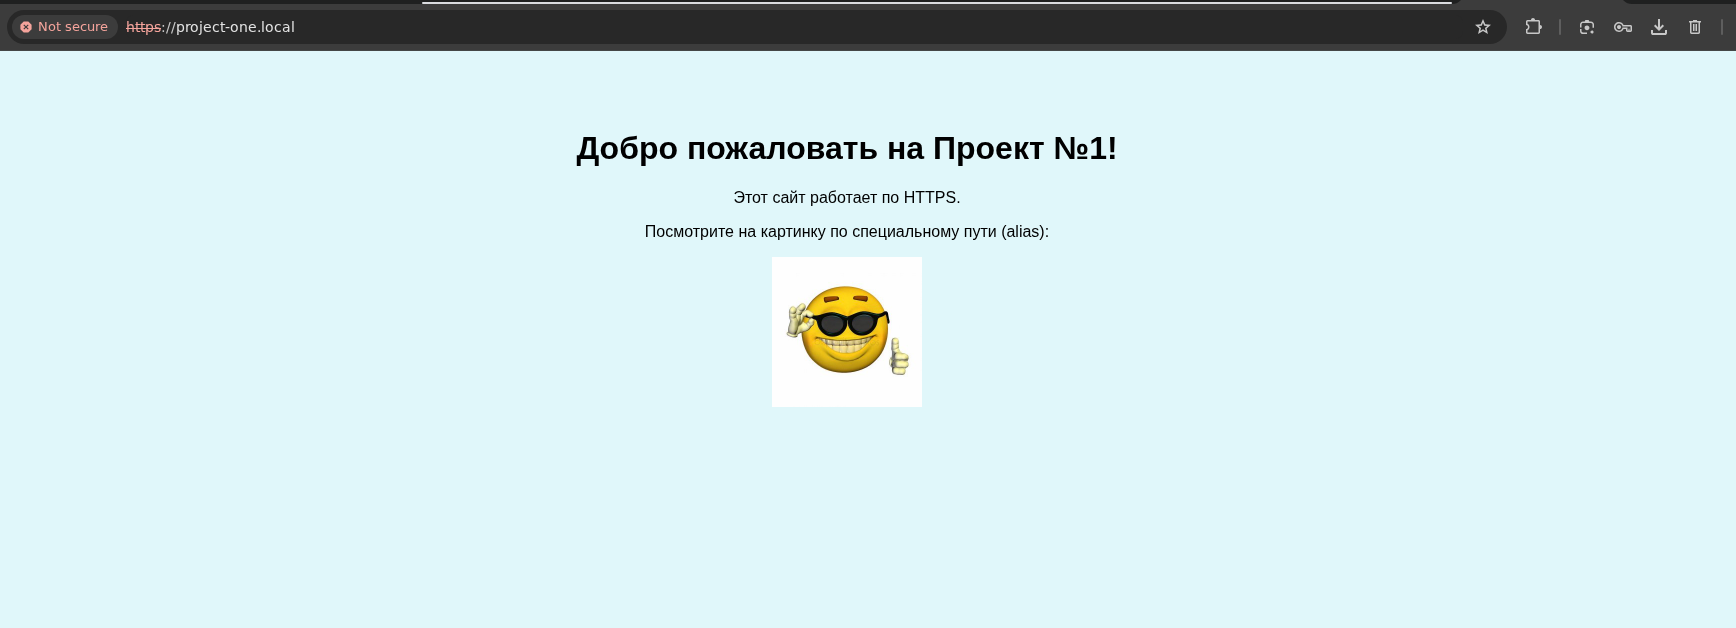 Not secure https://project-one.local
Добро пожаловать на Проект №1!
Этот сайт работает по HTTPS.
Посмотрите на картинку по специальному пути (alias):